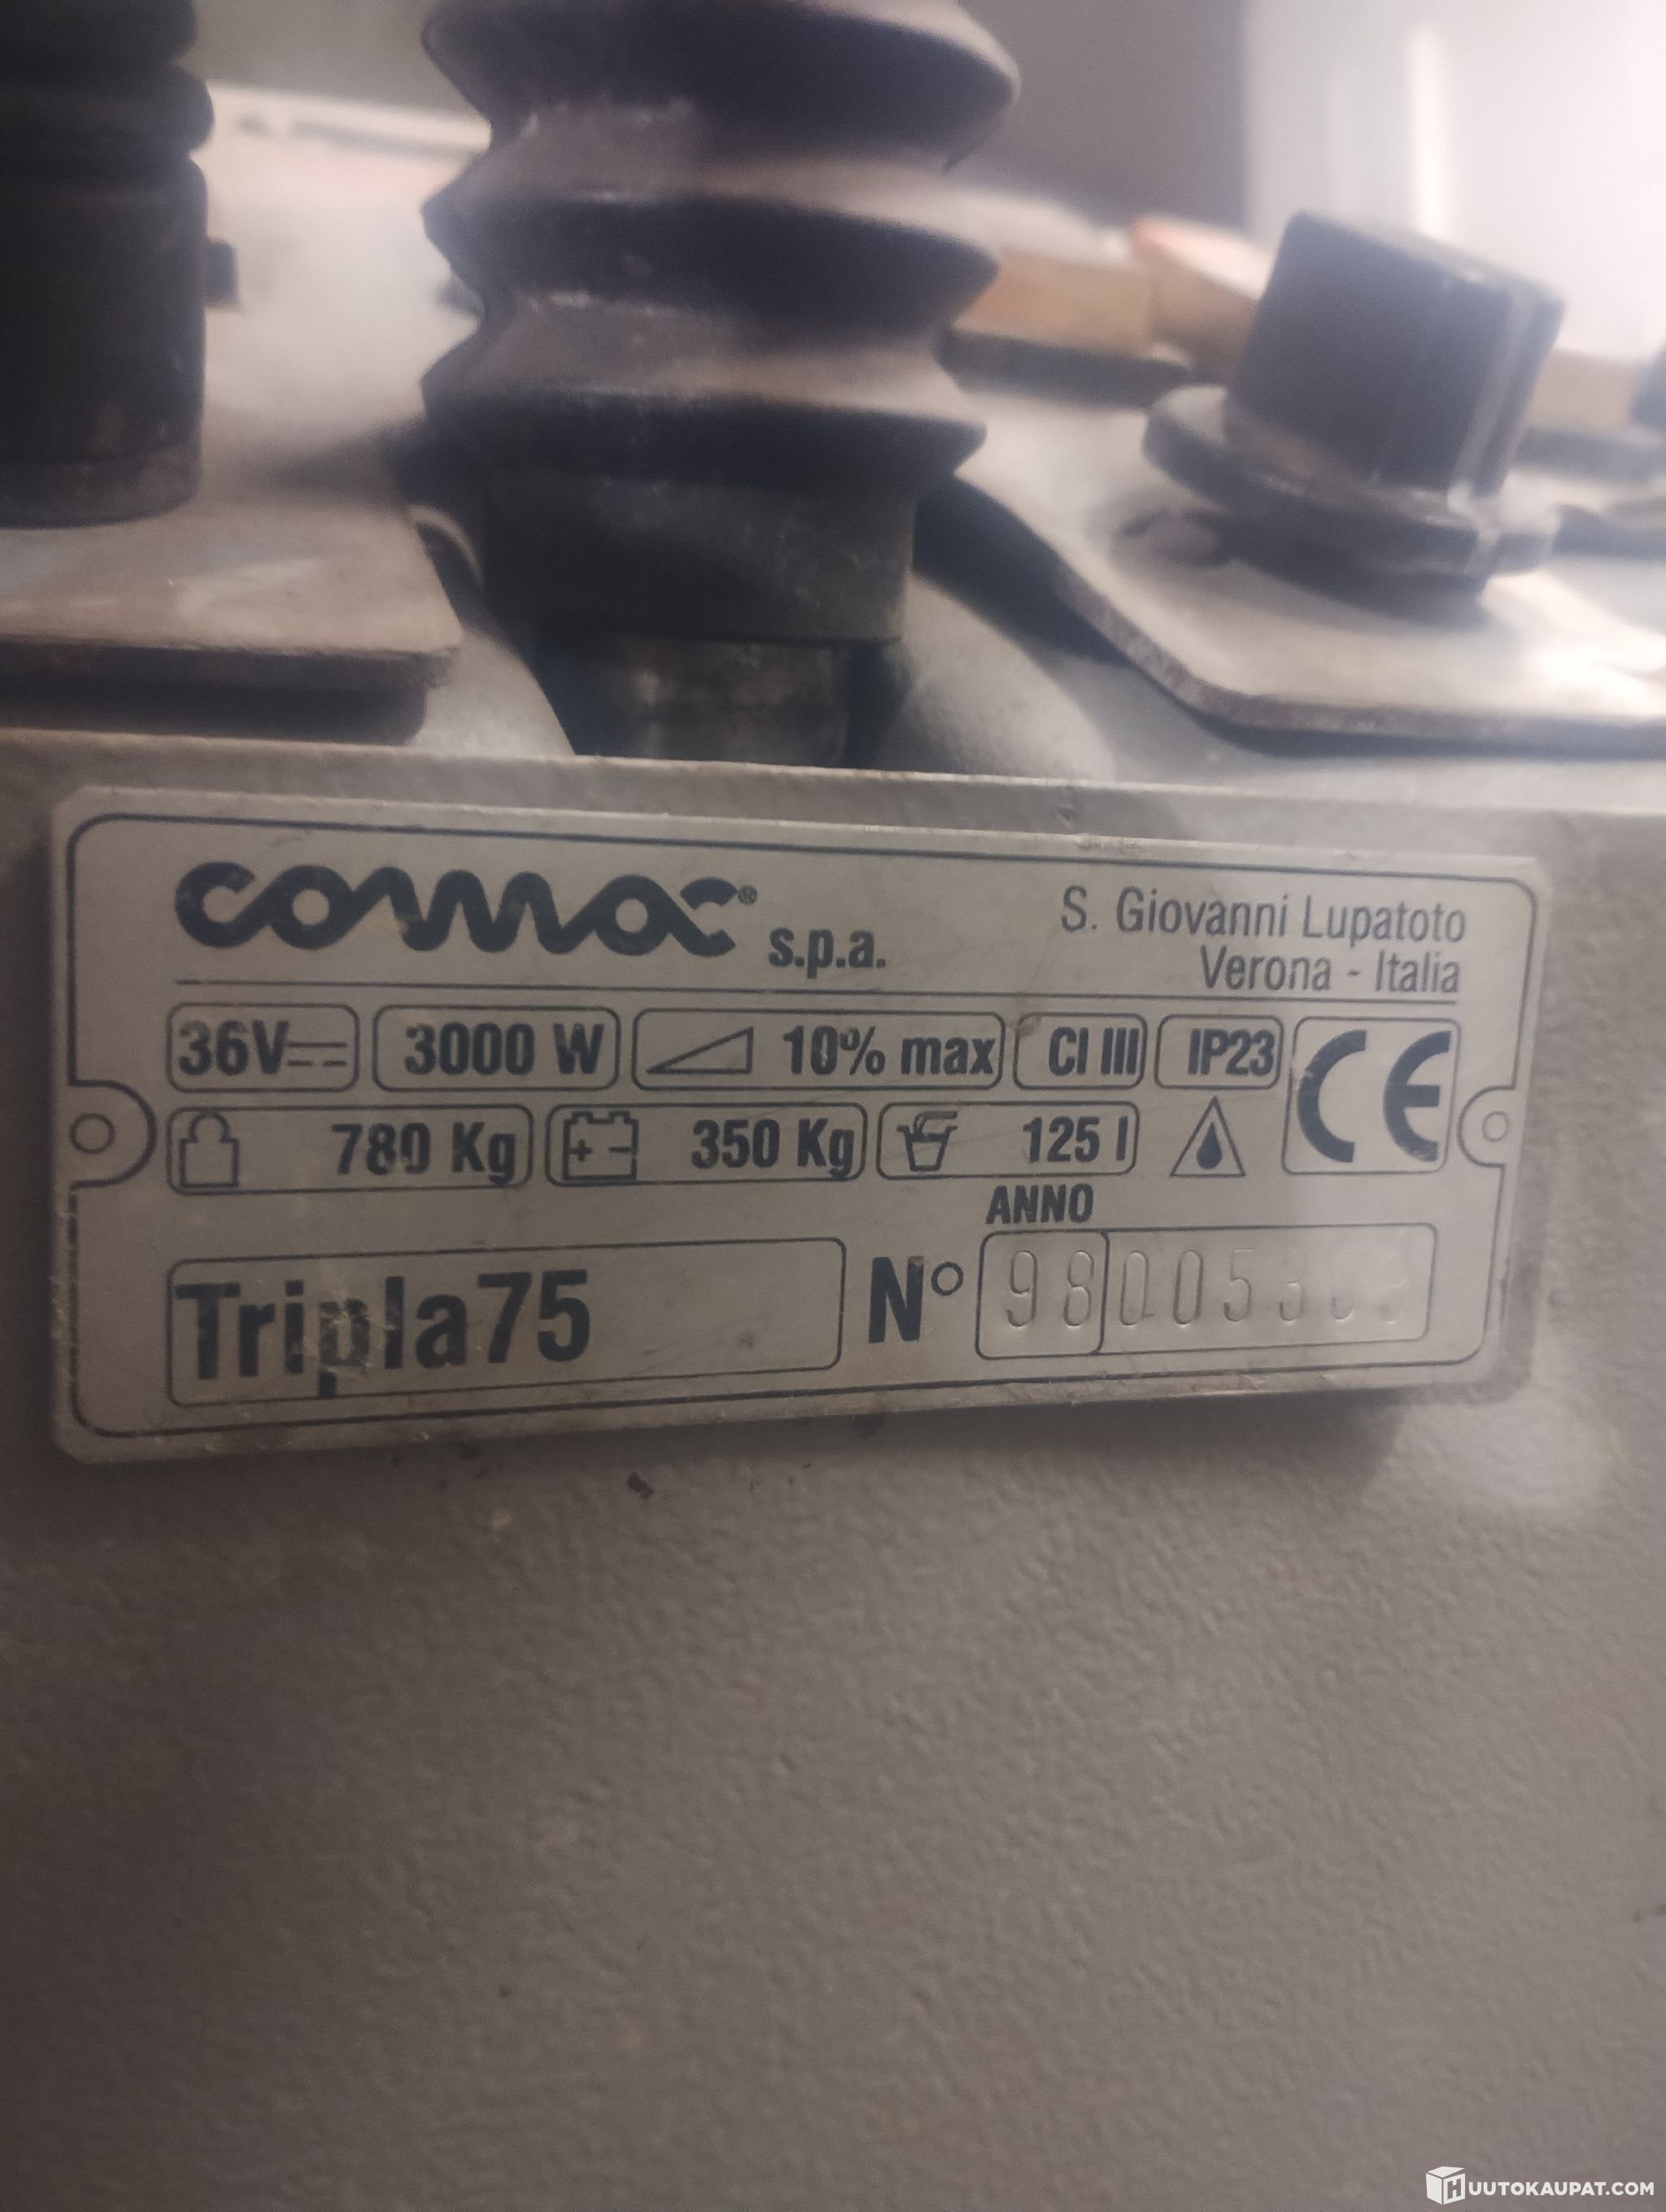 comac® s.p.a.
S. Giovanni Lupatoto
Verona - Italia
36V 3000 W 10% max Cl III IP23 CE
780 Kg + - 350 Kg 125 l
ANNO
Tripla75 N° 98
HUUTOKAUPAT.COM